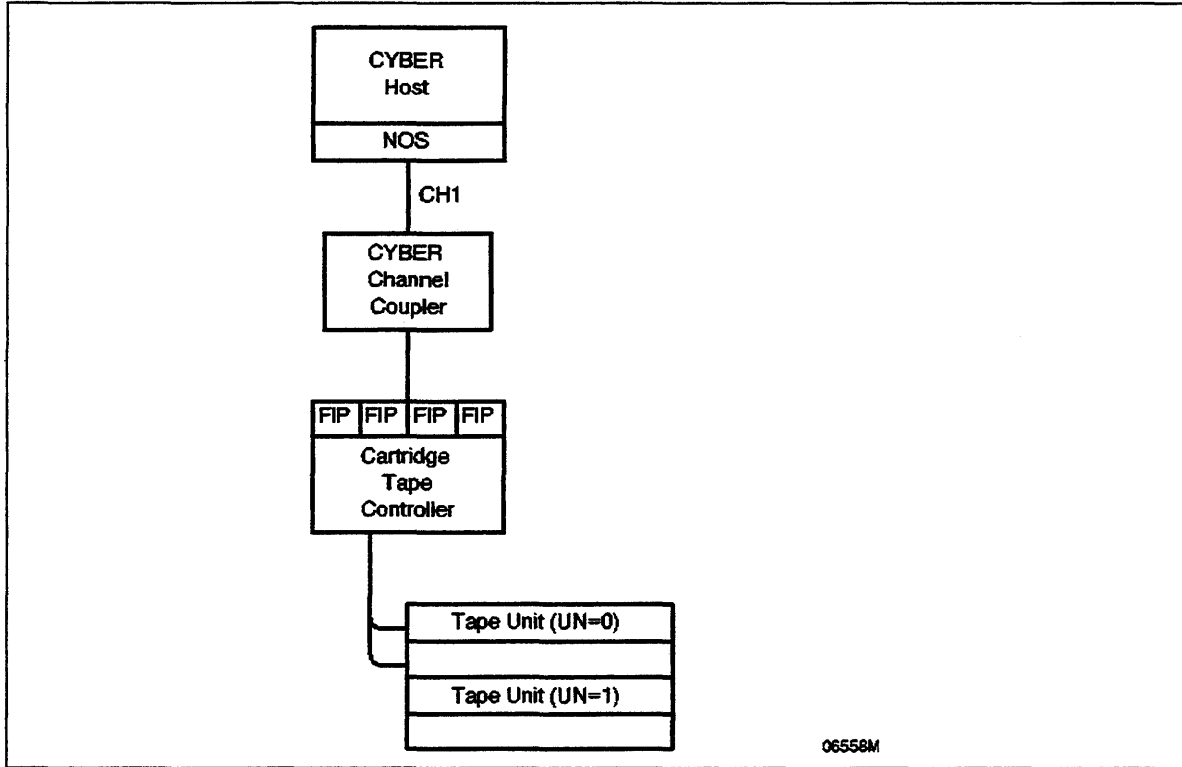 CYBER
Host
NOS
CH1
CYBER
Channel
Coupler
FIP FIP FIP FIP
Cartridge
Tape
Controller
Tape Unit (UN=0)
Tape Unit (UN=1)
06558M